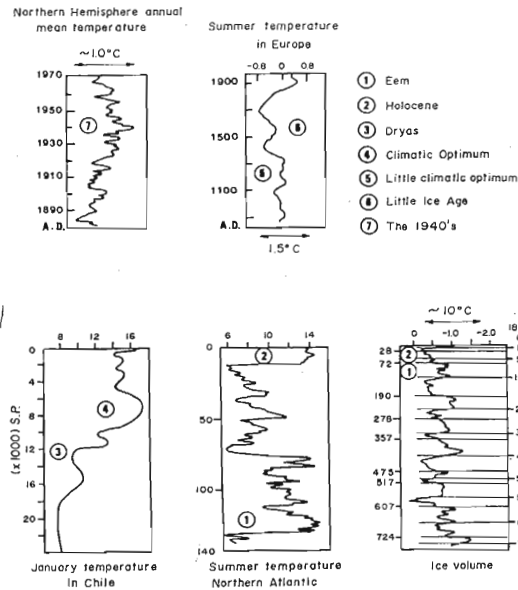 Northern Hemisphere annual
mean temperature
~1.0°C
1970
1950
1930
1910
1890
A.D.
7
Summer temperature
in Europe
-0.8 0 0.8
1900
1500
1100
A.D.
1.5°C
1 Eem
2 Holocene
3 Dryas
4 Climatic Optimum
5 Little climatic optimum
6 Little Ice Age
7 The 1940's
8 12 16
0
4
8
12
16
20
(x1000) S.P.
4
3
January temperature
in Chile
6 10 14
0
50
100
140
2
1
Summer temperature
Northern Atlantic
~10°C
0 -1.0 -2.0
28
72
190
276
357
475
517
607
724
2
1
Ice volume